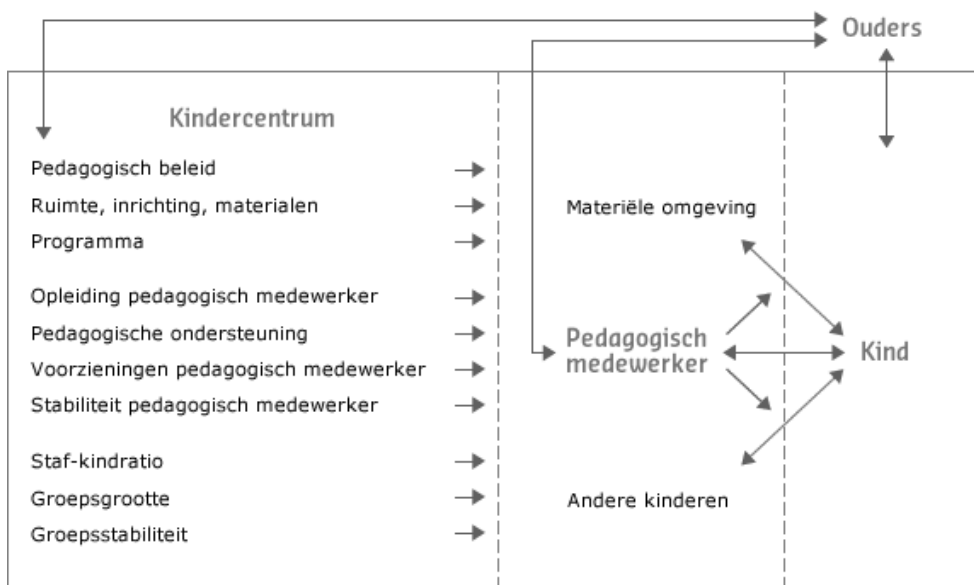 Ouders
Kindercentrum
Pedagogisch beleid
Ruimte, inrichting, materialen
Programma
Opleiding pedagogisch medewerker
Pedagogische ondersteuning
Voorzieningen pedagogisch medewerker
Stabiliteit pedagogisch medewerker
Staf-kindratio
Groepsgrootte
Groepsstabiliteit
Materiële omgeving
Pedagogisch
medewerker
Andere kinderen
Kind